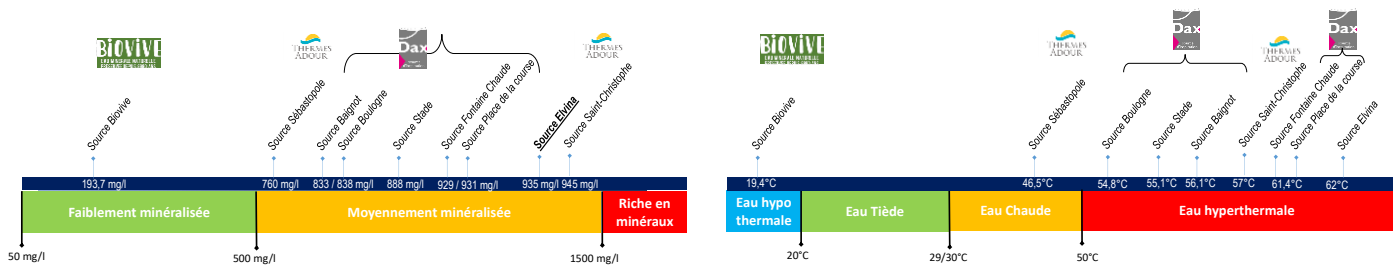 BIOVIVE
EAU MINÉRALE NATURELLE
THERMES
ADOUR
Dax
THERMES
ADOUR
Source Biovive
Source Sébastopole
Source Baignot
Source Boulogne
Source Stade
Source Fontaine Chaude
Source Place de la course
Source Elvina
Source Saint-Christophe
193,7 mg/l
760 mg/l
833 / 838 mg/l
888 mg/l
929 / 931 mg/l
935 mg/l
945 mg/l
Faiblement minéralisée
Moyennement minéralisée
Riche en
minéraux
50 mg/l
500 mg/l
1500 mg/l
BIOVIVE
EAU MINÉRALE NATURELLE
THERMES
ADOUR
Dax
THERMES
ADOUR
Dax
Source Biovive
Source Sébastopole
Source Boulogne
Source Stade
Source Baignot
Source Saint-Christophe
Source Fontaine Chaude
Source Place de la course
Source Elvina
19,4°C
46,5°C
54,8°C
55,1°C
56,1°C
57°C
61,4°C
62°C
Eau hypo
thermale
Eau Tiède
Eau Chaude
Eau hyperthermale
20°C
29/30°C
50°C